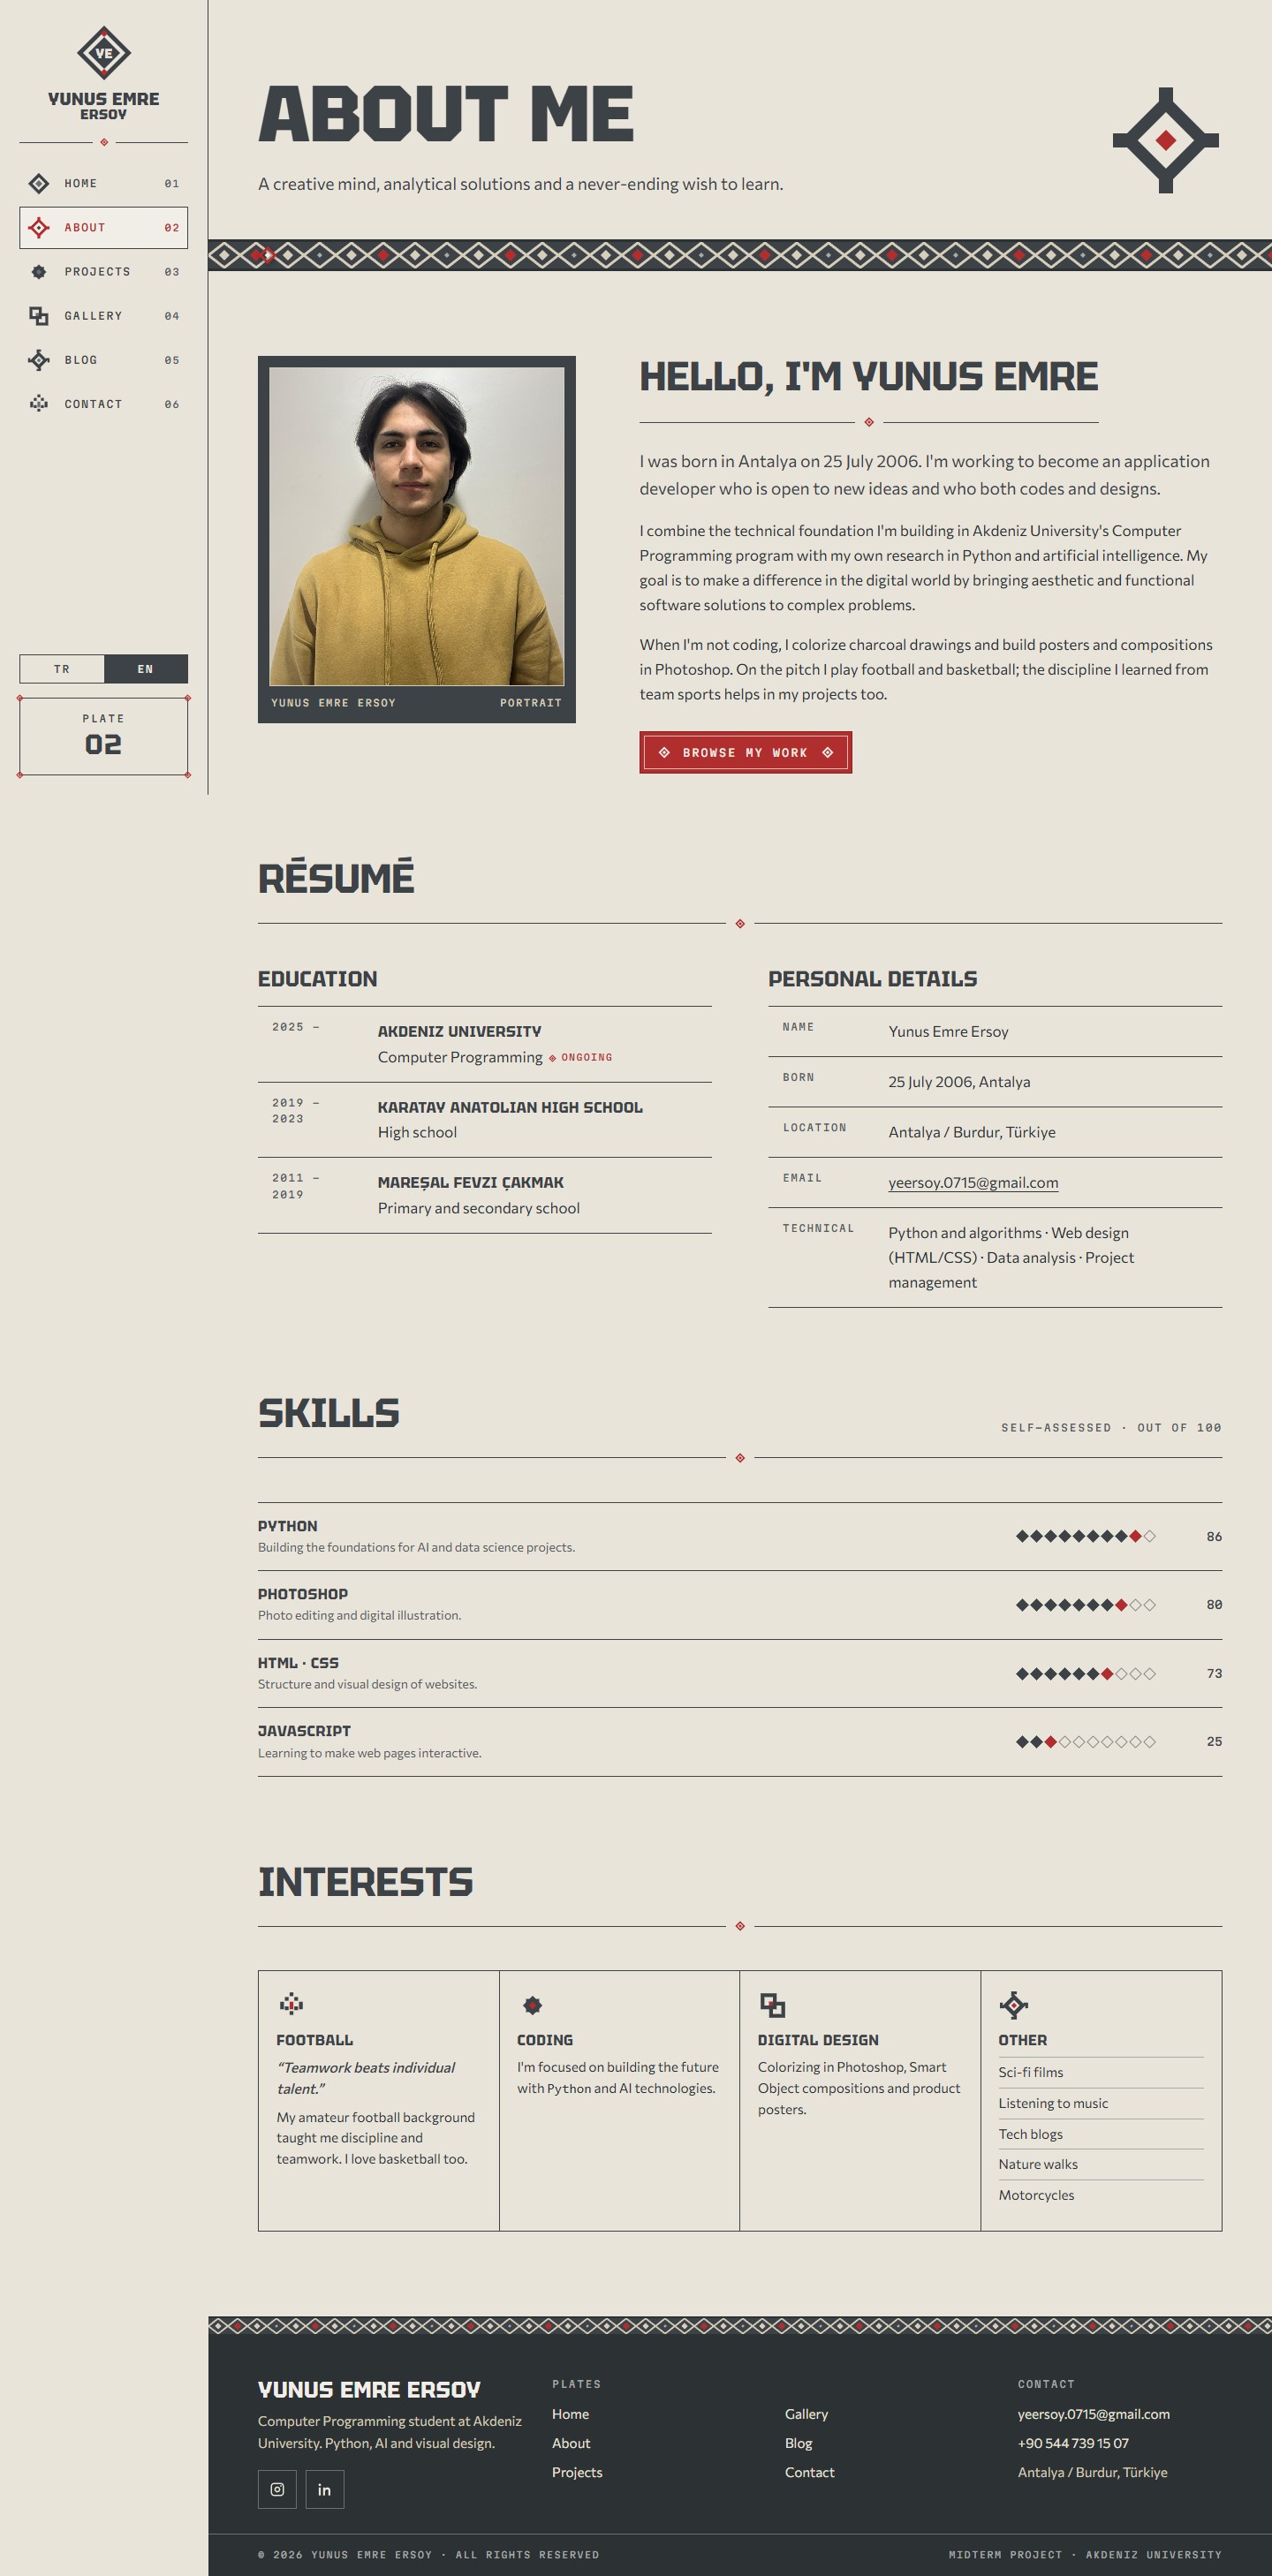 YE
YUNUS EMRE
ERSOY
HOME 01
ABOUT 02
PROJECTS 03
GALLERY 04
BLOG 05
CONTACT 06
TR EN
PLATE
02
ABOUT ME
A creative mind, analytical solutions and a never-ending wish to learn.
YUNUS EMRE ERSOY PORTRAIT
HELLO, I'M YUNUS EMRE
I was born in Antalya on 25 July 2006. I'm working to become an application
developer who is open to new ideas and who both codes and designs.
I combine the technical foundation I'm building in Akdeniz University's Computer
Programming program with my own research in Python and artificial intelligence. My
goal is to make a difference in the digital world by bringing aesthetic and functional
software solutions to complex problems.
When I'm not coding, I colorize charcoal drawings and build posters and compositions
in Photoshop. On the pitch I play football and basketball; the discipline I learned from
team sports helps in my projects too.
BROWSE MY WORK
RÉSUMÉ
EDUCATION
2025 –
AKDENIZ UNIVERSITY
Computer Programming ONGOING
2019 –
2023
KARATAY ANATOLIAN HIGH SCHOOL
High school
2011 –
2019
MAREŞAL FEVZI ÇAKMAK
Primary and secondary school
PERSONAL DETAILS
NAME Yunus Emre Ersoy
BORN 25 July 2006, Antalya
LOCATION Antalya / Burdur, Türkiye
EMAIL yeersoy.0715@gmail.com
TECHNICAL Python and algorithms · Web design
(HTML/CSS) · Data analysis · Project
management
SKILLS
SELF-ASSESSED · OUT OF 100
PYTHON
Building the foundations for AI and data science projects.
86
PHOTOSHOP
Photo editing and digital illustration.
80
HTML · CSS
Structure and visual design of websites.
73
JAVASCRIPT
Learning to make web pages interactive.
25
INTERESTS
FOOTBALL
“Teamwork beats individual
talent.”
My amateur football background
taught me discipline and
teamwork. I love basketball too.
CODING
I'm focused on building the future
with Python and AI technologies.
DIGITAL DESIGN
Colorizing in Photoshop, Smart
Object compositions and product
posters.
OTHER
Sci-fi films
Listening to music
Tech blogs
Nature walks
Motorcycles
YUNUS EMRE ERSOY
Computer Programming student at Akdeniz
University. Python, AI and visual design.
in
PLATES
Home
About
Projects
Gallery
Blog
Contact
CONTACT
yeersoy.0715@gmail.com
+90 544 739 15 07
Antalya / Burdur, Türkiye
© 2026 YUNUS EMRE ERSOY · ALL RIGHTS RESERVED
MIDTERM PROJECT · AKDENIZ UNIVERSITY